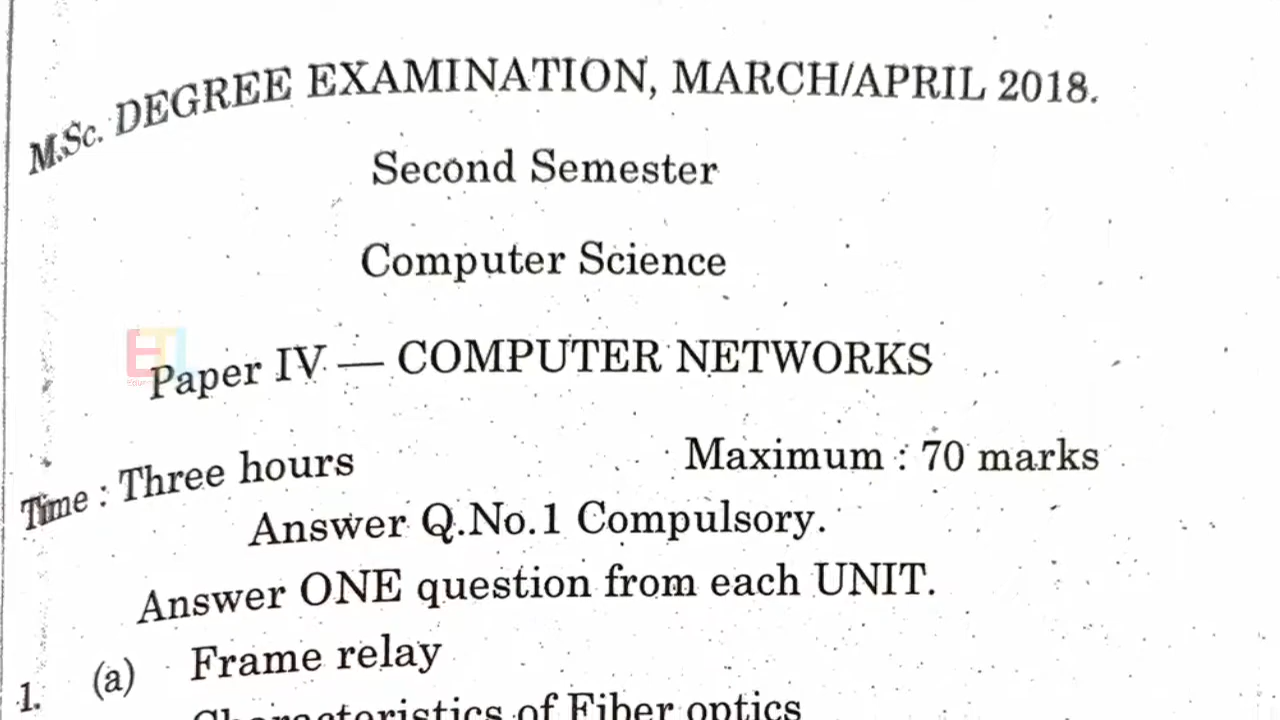 M.Sc. DEGREE EXAMINATION, MARCH/APRIL 2018.
Second Semester
Computer Science
ETI
Paper IV — COMPUTER NETWORKS
Time : Three hours Maximum : 70 marks
Answer Q.No.1 Compulsory.
Answer ONE question from each UNIT.
1. (a) Frame relay
Characteristics of Fiber optics